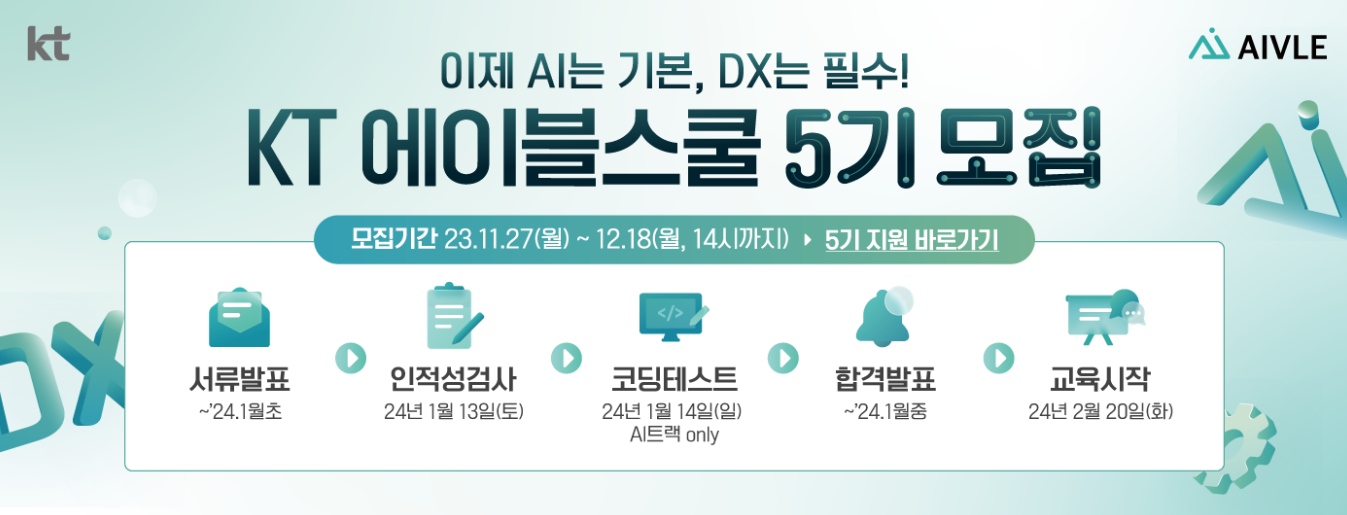 kt
AIVLE
이제 AI는 기본, DX는 필수!
KT 에이블스쿨 5기 모집
모집기간 23.11.27(월) ~ 12.18(월, 14시까지) ▸ 5기 지원 바로가기
Ai
DX
</>
서류발표
~'24.1월초
인적성검사
24년 1월 13일(토)
코딩테스트
24년 1월 14일(일)
AI트랙 only
합격발표
~'24.1월중
교육시작
24년 2월 20일(화)